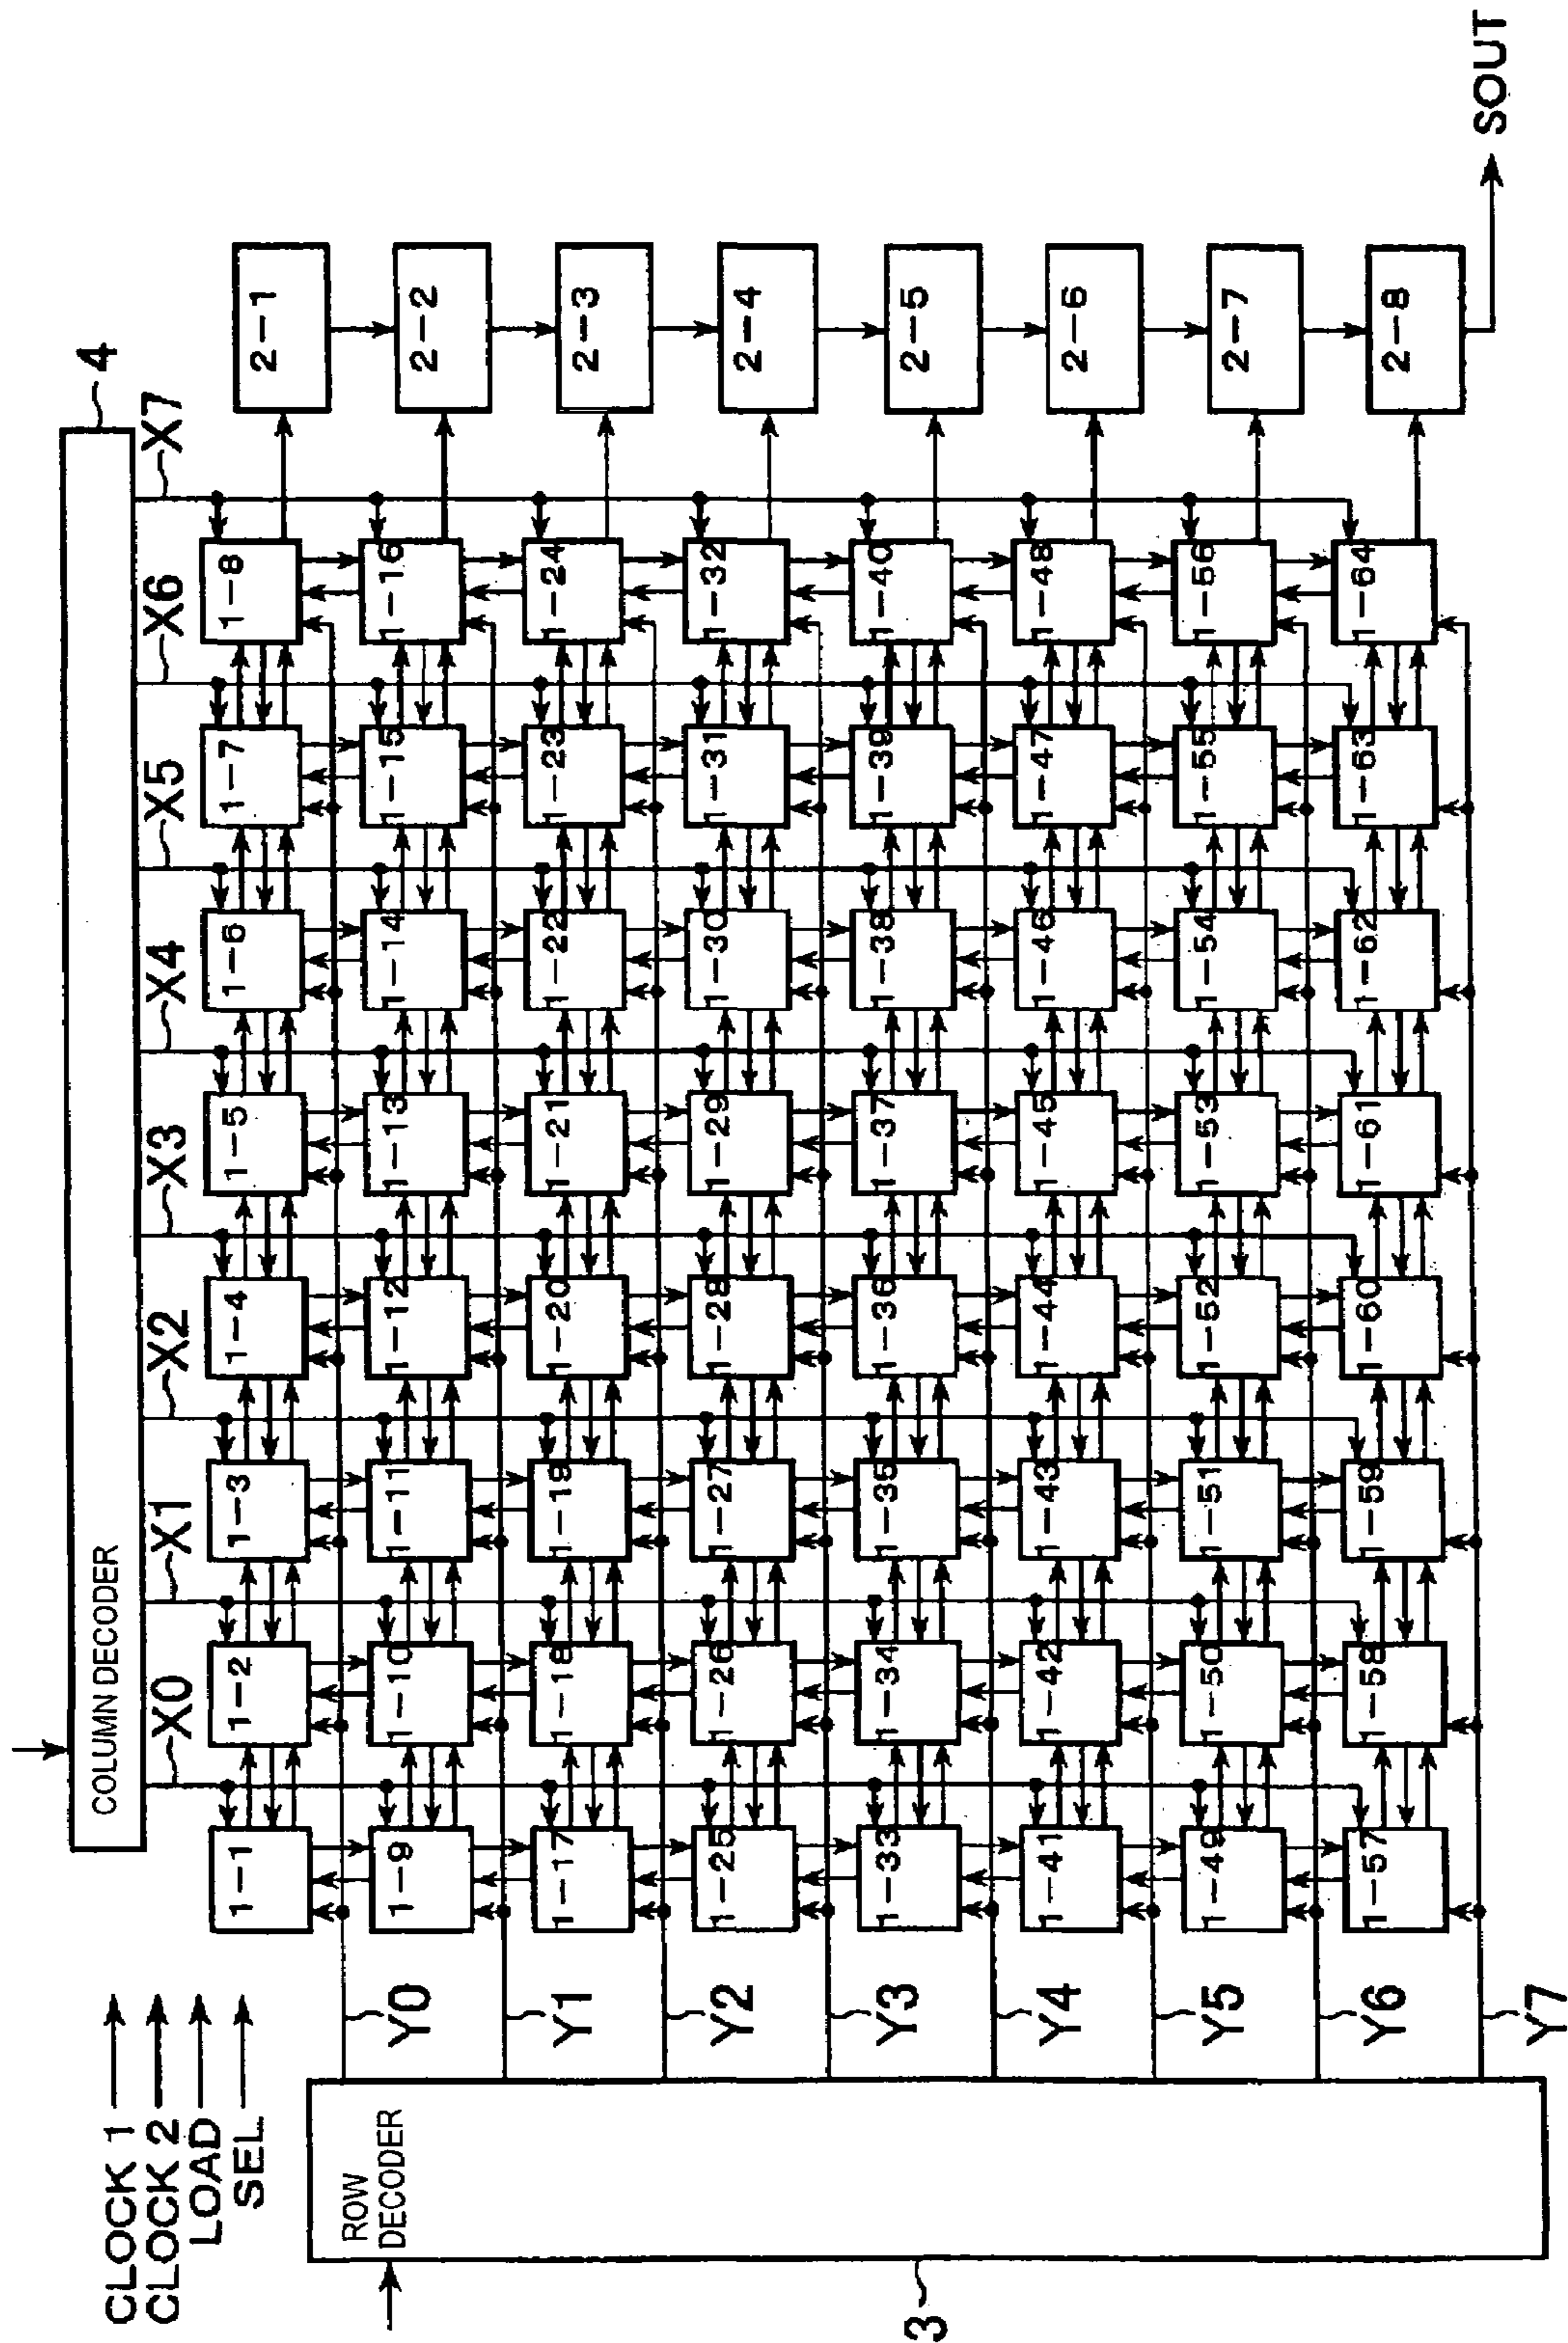 CLOCK 1
CLOCK 2
LOAD
SEL
COLUMN DECODER
4
X0 X1 X2 X3 X4 X5 X6 X7
1-1 1-2 1-3 1-4 1-5 1-6 1-7 1-8 2-1
Y0
1-9 1-10 1-11 1-12 1-13 1-14 1-15 1-16 2-2
Y1
1-17 1-18 1-19 1-20 1-21 1-22 1-23 1-24 2-3
Y2
1-25 1-26 1-27 1-28 1-29 1-30 1-31 1-32 2-4
Y3
1-33 1-34 1-35 1-36 1-37 1-38 1-39 1-40 2-5
Y4
1-41 1-42 1-43 1-44 1-45 1-46 1-47 1-48 2-6
Y5
1-49 1-50 1-51 1-52 1-53 1-54 1-55 1-56 2-7
Y6
1-57 1-58 1-59 1-60 1-61 1-62 1-63 1-64 2-8
Y7
ROW
DECODER
3
SOUT